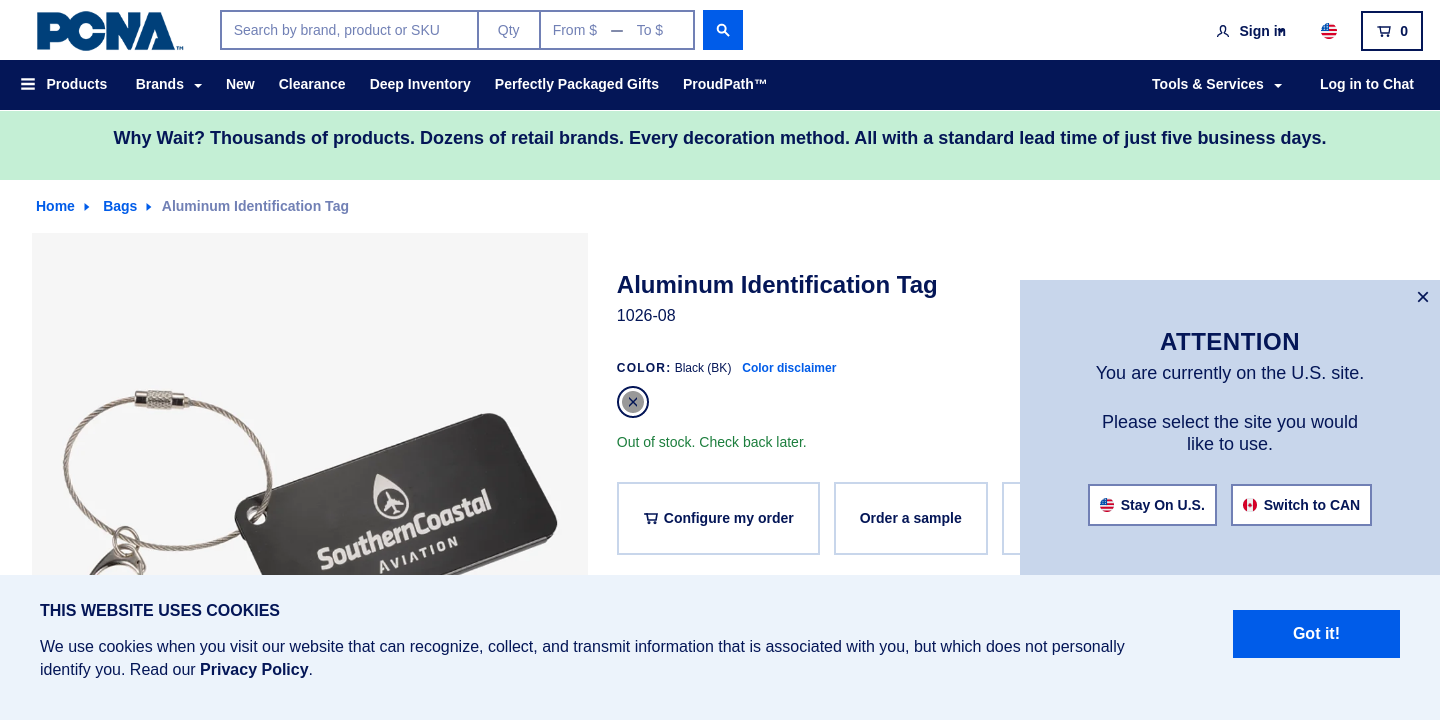 PCNA™
Search by brand, product or SKU
Qty
From $ — To $
Sign in
0
Products
Brands
New
Clearance
Deep Inventory
Perfectly Packaged Gifts
ProudPath™
Tools & Services
Log in to Chat
Why Wait? Thousands of products. Dozens of retail brands. Every decoration method. All with a standard lead time of just five business days.
Home
Bags
Aluminum Identification Tag
SouthernCoastal
AVIATION
Aluminum Identification Tag
1026-08
COLOR: Black (BK) Color disclaimer
Out of stock. Check back later.
Configure my order
Order a sample
×
ATTENTION
You are currently on the U.S. site.
Please select the site you would
like to use.
Stay On U.S.
Switch to CAN
THIS WEBSITE USES COOKIES
We use cookies when you visit our website that can recognize, collect, and transmit information that is associated with you, but which does not personally
identify you. Read our Privacy Policy.
Got it!